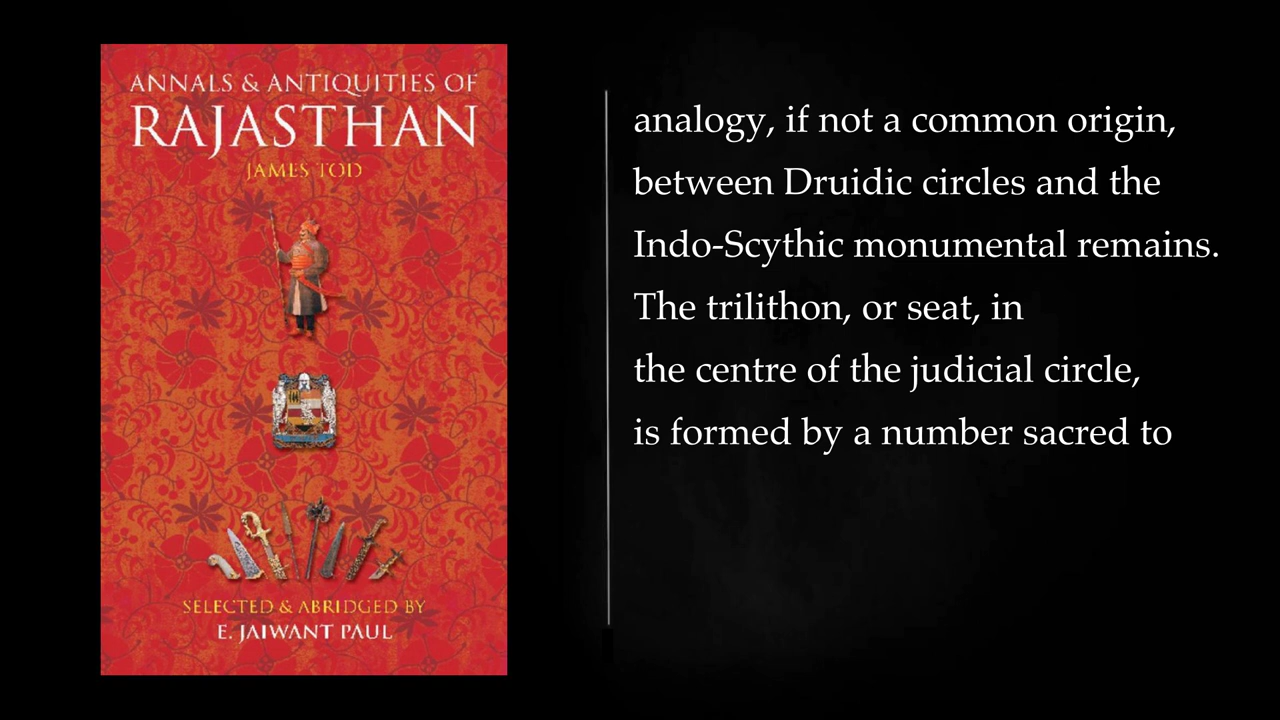 ANNALS & ANTIQUITIES OF
RAJASTHAN
JAMES TOD
SELECTED & ABRIDGED BY
E. JAIWANT PAUL
analogy, if not a common origin,
between Druidic circles and the
Indo-Scythic monumental remains.
The trilithon, or seat, in
the centre of the judicial circle,
is formed by a number sacred to